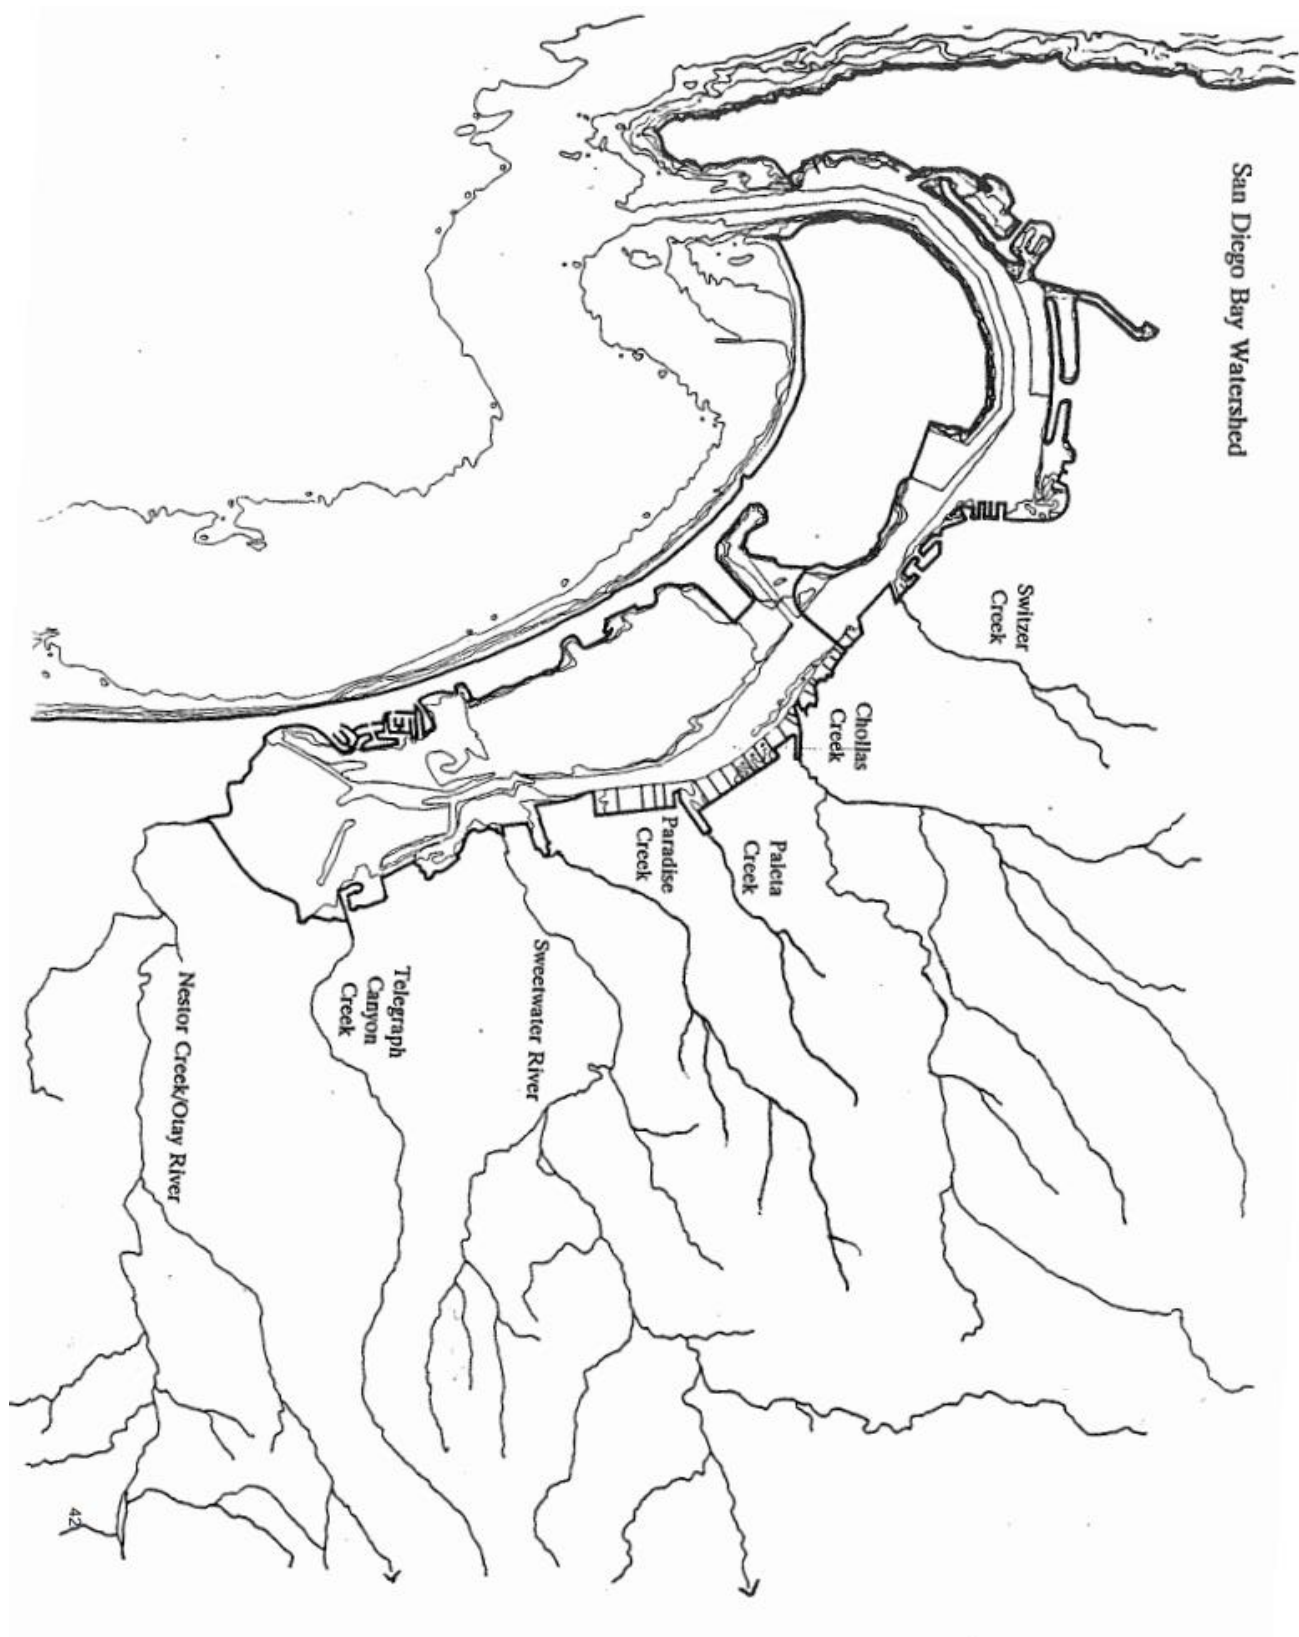 San Diego Bay Watershed
Switzer
Creek
Chollas
Creek
Paleta
Creek
Paradise
Creek
Sweetwater River
Telegraph
Canyon
Creek
Nestor Creek/Otay River
42